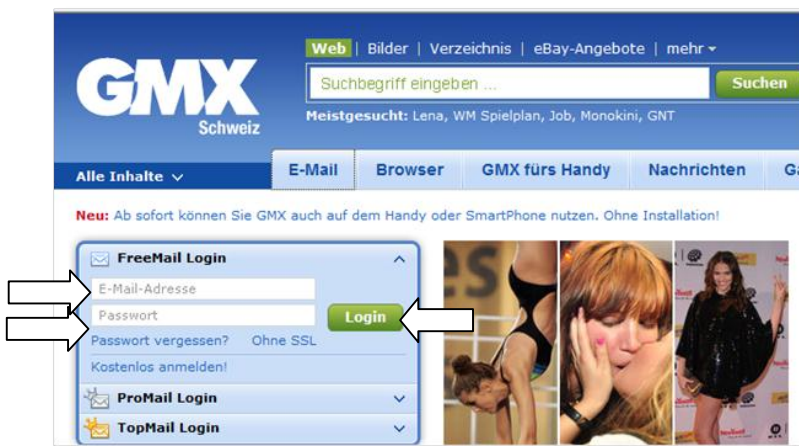 Web | Bilder | Verzeichnis | eBay-Angebote | mehr
GMX
Schweiz
Suchbegriff eingeben ...
Suchen
Meistgesucht: Lena, WM Spielplan, Job, Monokini, GNT
Alle Inhalte
E-Mail
Browser
GMX fürs Handy
Nachrichten
Neu: Ab sofort können Sie GMX auch auf dem Handy oder SmartPhone nutzen. Ohne Installation!
FreeMail Login
E-Mail-Adresse
Passwort
Login
Passwort vergessen? Ohne SSL
Kostenlos anmelden!
ProMail Login
TopMail Login